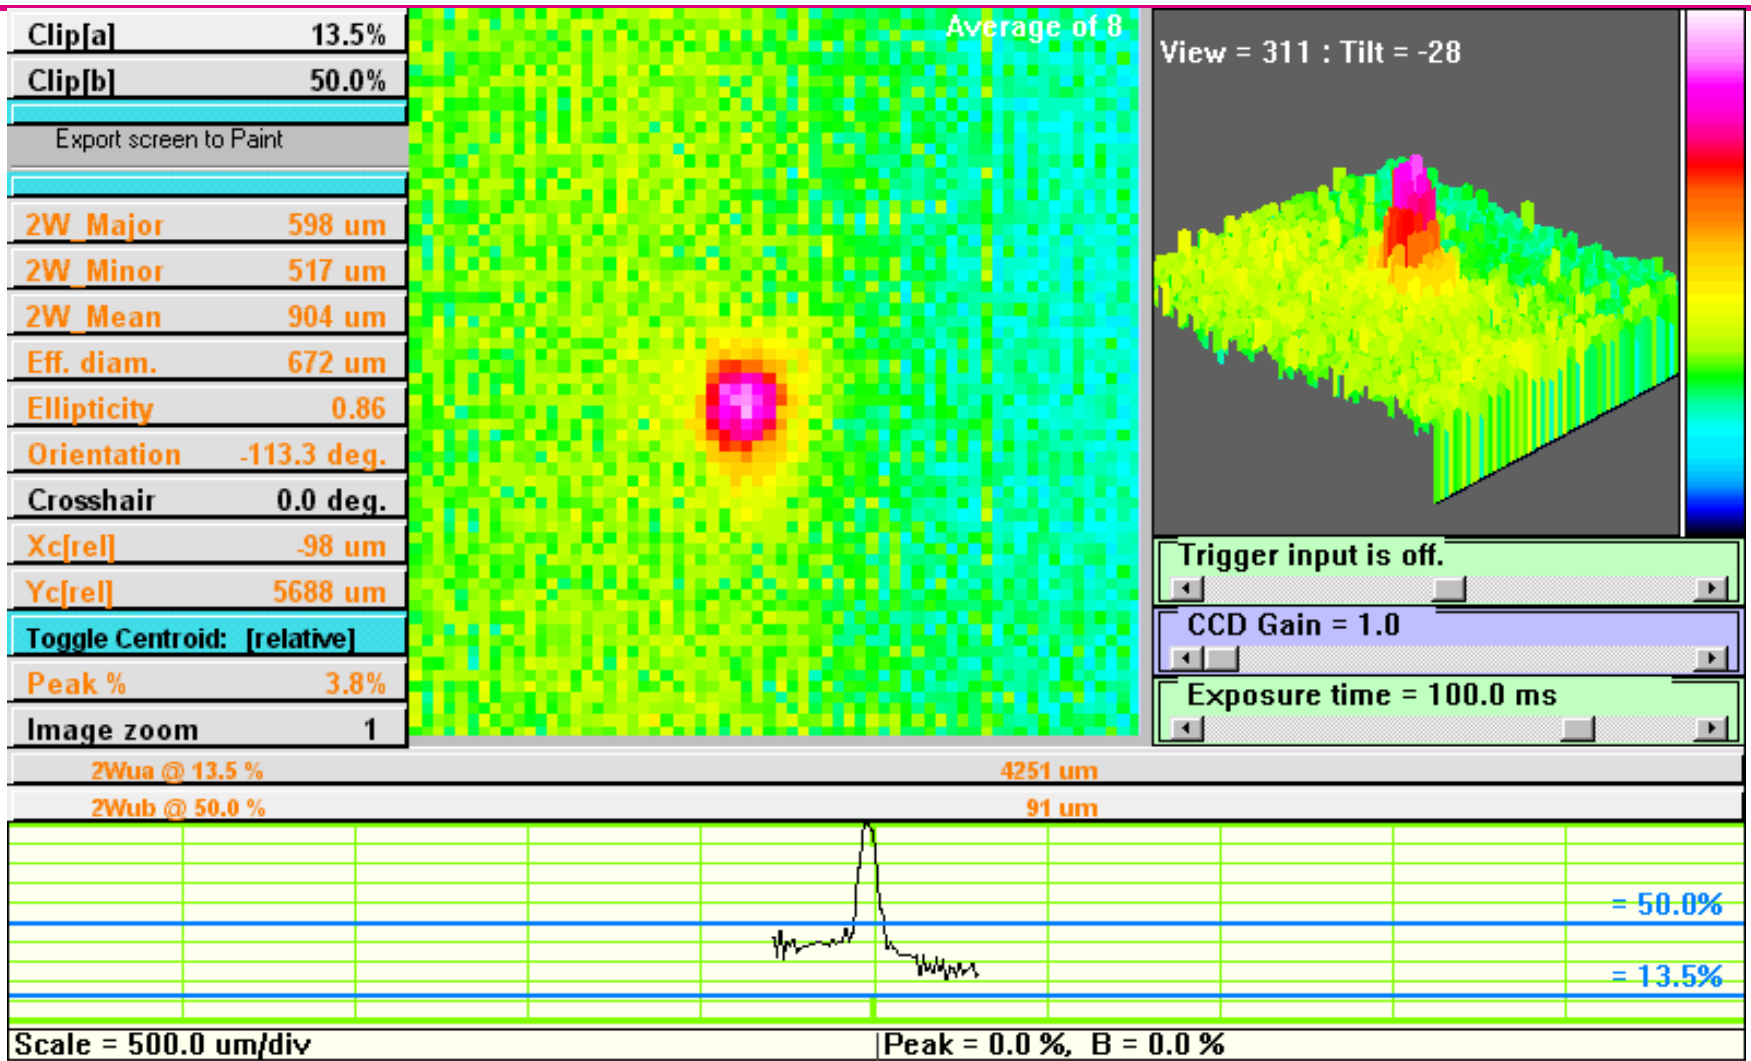 Clip[a] 13.5%
Clip[b] 50.0%
Export screen to Paint
2W_Major 598 um
2W_Minor 517 um
2W_Mean 904 um
Eff. diam. 672 um
Ellipticity 0.86
Orientation -113.3 deg.
Crosshair 0.0 deg.
Xc[rel] -98 um
Yc[rel] 5688 um
Toggle Centroid: [relative]
Peak % 3.8%
Image zoom 1
Average of 8
View = 311 : Tilt = -28
Trigger input is off.
CCD Gain = 1.0
Exposure time = 100.0 ms
2Wua @ 13.5 % 4251 um
2Wub @ 50.0 % 91 um
= 50.0%
= 13.5%
Scale = 500.0 um/div
Peak = 0.0 %, B = 0.0 %